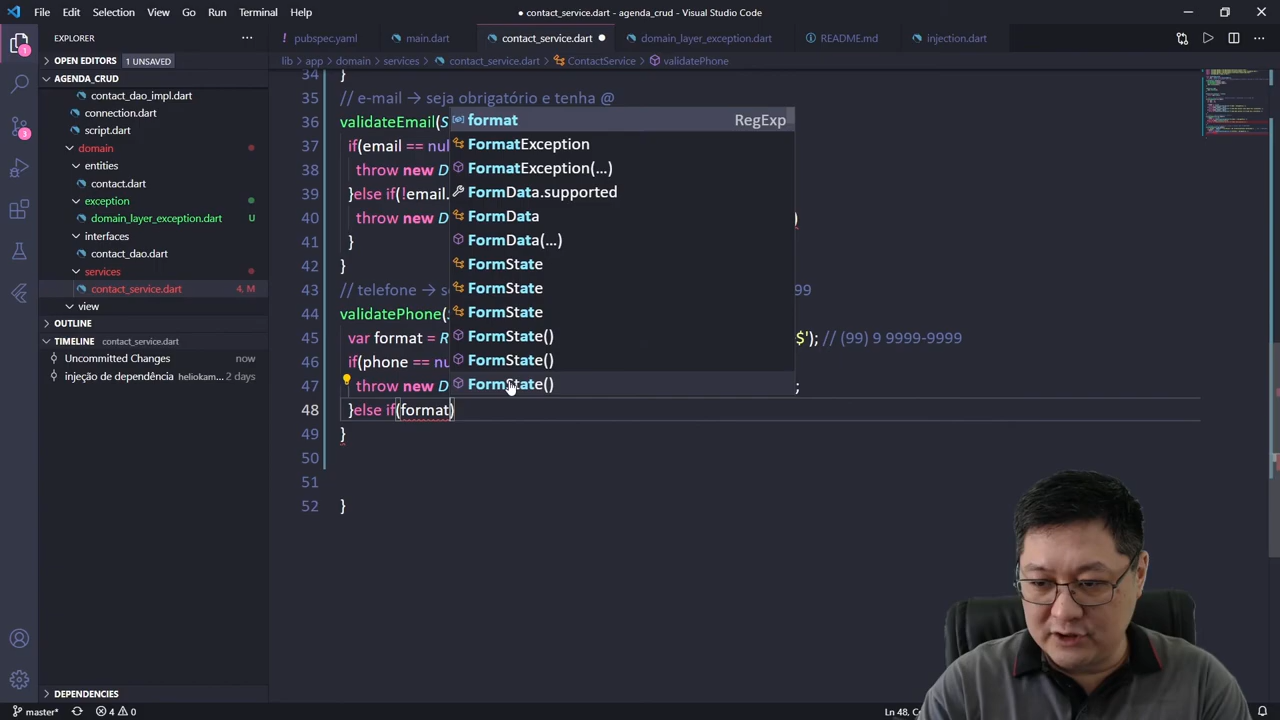 File Edit Selection View Go Run Terminal Help
contact_service.dart - agenda_crud - Visual Studio Code
EXPLORER
pubspec.yaml
main.dart
contact_service.dart
domain_layer_exception.dart
README.md
injection.dart
OPEN EDITORS 1 UNSAVED
lib > app > domain > services > contact_service.dart > ContactService > validatePhone
AGENDA_CRUD
contact_dao_impl.dart
connection.dart
script.dart
domain
entities
contact.dart
exception
domain_layer_exception.dart U
interfaces
contact_dao.dart
services
contact_service.dart 4, M
view
OUTLINE
TIMELINE contact_service.dart
Uncommitted Changes now
injeção de dependência heliokam... 2 days
DEPENDENCIES
34 }
35 // e-mail → seja obrigatório e tenha @
36 validateEmail(S
37 if(email == nul
38 throw new D
39 }else if(!email.
40 throw new D )
41 }
42 }
43 // telefone → s 99
44 validatePhone(
45 var format = R $'); // (99) 9 9999-9999
46 if(phone == nu
47 throw new D ;
48 }else if(format)
49 }
50
51
52 }
format RegExp
FormatException
FormatException(...)
FormData.supported
FormData
FormData(...)
FormState
FormState
FormState
FormState()
FormState()
FormState()
master* 4 0
Ln 48, C